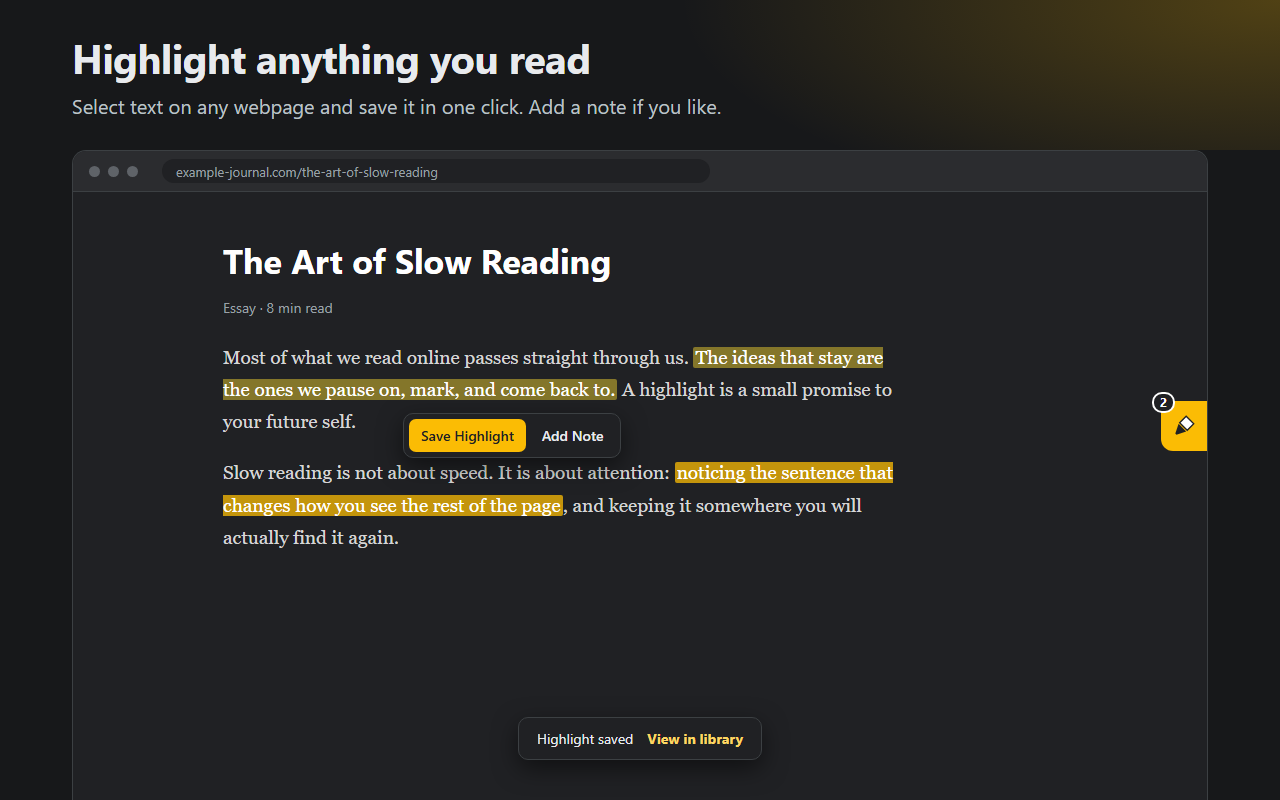 Highlight anything you read
Select text on any webpage and save it in one click. Add a note if you like.
example-journal.com/the-art-of-slow-reading
The Art of Slow Reading
Essay · 8 min read
Most of what we read online passes straight through us. The ideas that stay are
the ones we pause on, mark, and come back to. A highlight is a small promise to
your future self.
2
Save Highlight Add Note
Slow reading is not about speed. It is about attention: noticing the sentence that
changes how you see the rest of the page, and keeping it somewhere you will
actually find it again.
Highlight saved View in library